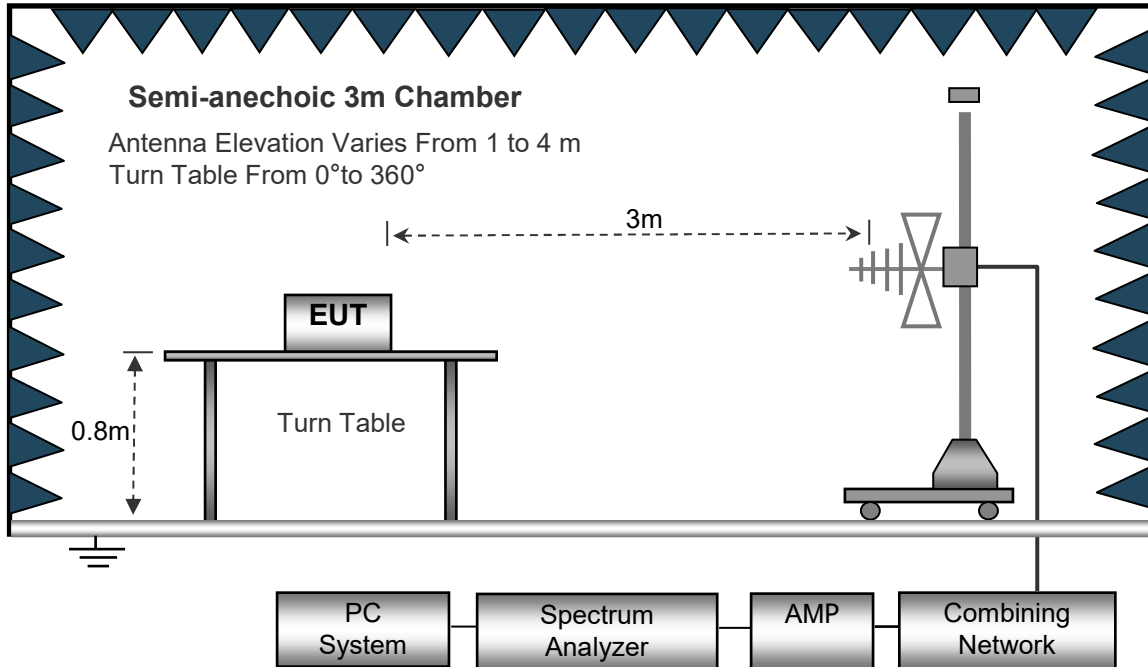 Semi-anechoic 3m Chamber
Antenna Elevation Varies From 1 to 4 m
Turn Table From 0°to 360°
3m
EUT
0.8m
Turn Table
PC
System
Spectrum
Analyzer
AMP
Combining
Network